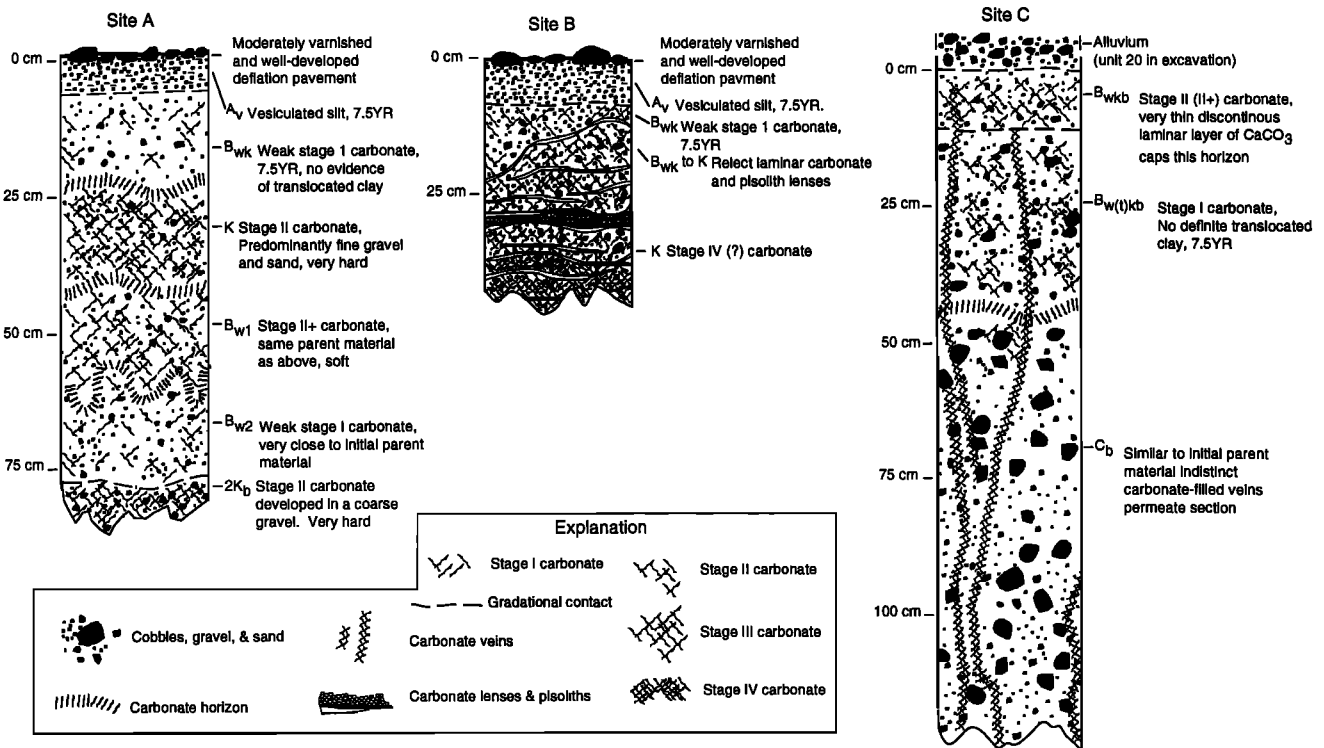 Site A
0 cm
25 cm
50 cm
75 cm
Moderately varnished
and well-developed
deflation pavement
Av Vesiculated silt, 7.5YR
Bwk Weak stage 1 carbonate,
7.5YR, no evidence
of translocated clay
K Stage II carbonate,
Predominantly fine gravel
and sand, very hard
Bw1 Stage II+ carbonate,
same parent material
as above, soft
Bw2 Weak stage I carbonate,
very close to initial parent
material
2Kb Stage II carbonate
developed in a coarse
gravel. Very hard
Site B
0 cm
25 cm
Moderately varnished
and well-developed
deflation pavment
Av Vesiculated silt, 7.5YR.
Bwk Weak stage 1 carbonate,
7.5YR
Bwk to K Relect laminar carbonate
and pisolith lenses
K Stage IV (?) carbonate
Site C
0 cm
25 cm
50 cm
75 cm
100 cm
Alluvium
(unit 20 in excavation)
Bwkb Stage II (II+) carbonate,
very thin discontinous
laminar layer of CaCO3
caps this horizon
Bw(t)kb Stage I carbonate,
No definite translocated
clay, 7.5YR
Cb Similar to initial parent
material indistinct
carbonate-filled veins
permeate section
Explanation
Stage I carbonate
Stage II carbonate
Gradational contact
Cobbles, gravel, & sand
Carbonate veins
Stage III carbonate
Carbonate horizon
Carbonate lenses & pisoliths
Stage IV carbonate